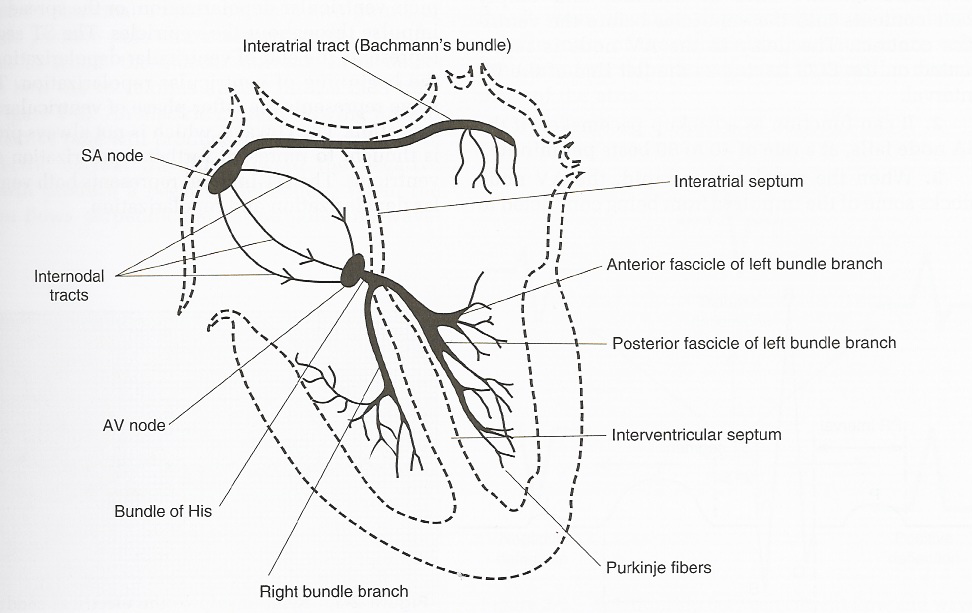 Interatrial tract (Bachmann's bundle)
SA node
Interatrial septum
Internodal
tracts
Anterior fascicle of left bundle branch
Posterior fascicle of left bundle branch
AV node
Interventricular septum
Bundle of His
Purkinje fibers
Right bundle branch